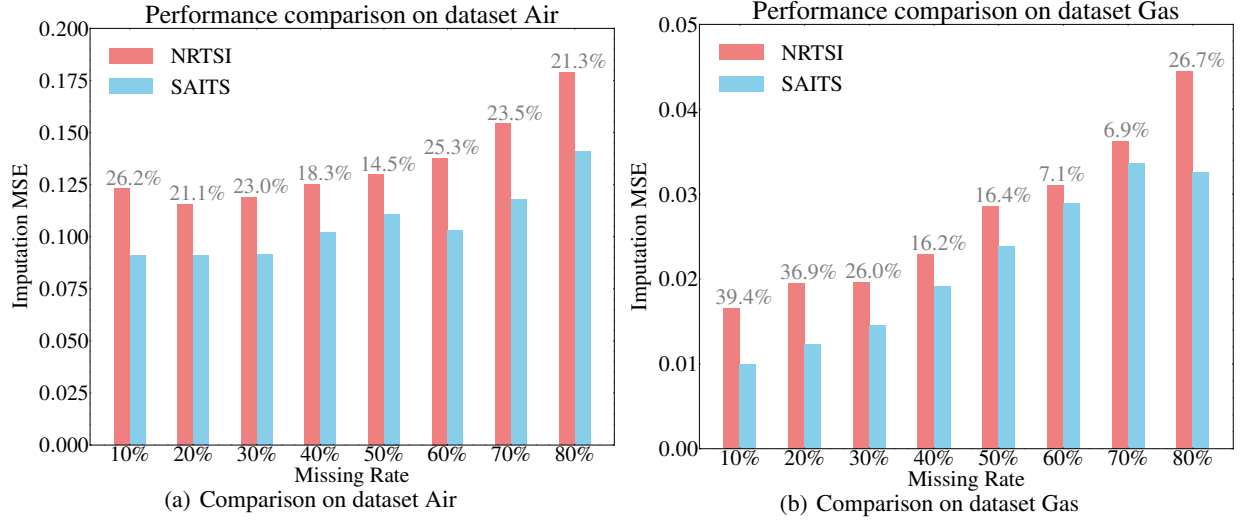 Performance comparison on dataset Air
0.200
0.175
0.150
0.125
0.100
0.075
0.050
0.025
0.000
Imputation MSE
NRTSI
SAITS
26.2%
21.1%
23.0%
18.3%
14.5%
25.3%
23.5%
21.3%
10% 20% 30% 40% 50% 60% 70% 80%
Missing Rate
(a) Comparison on dataset Air
Performance comparison on dataset Gas
0.05
0.04
0.03
0.02
0.01
0.00
Imputation MSE
NRTSI
SAITS
39.4%
36.9%
26.0%
16.2%
16.4%
7.1%
6.9%
26.7%
10% 20% 30% 40% 50% 60% 70% 80%
Missing Rate
(b) Comparison on dataset Gas